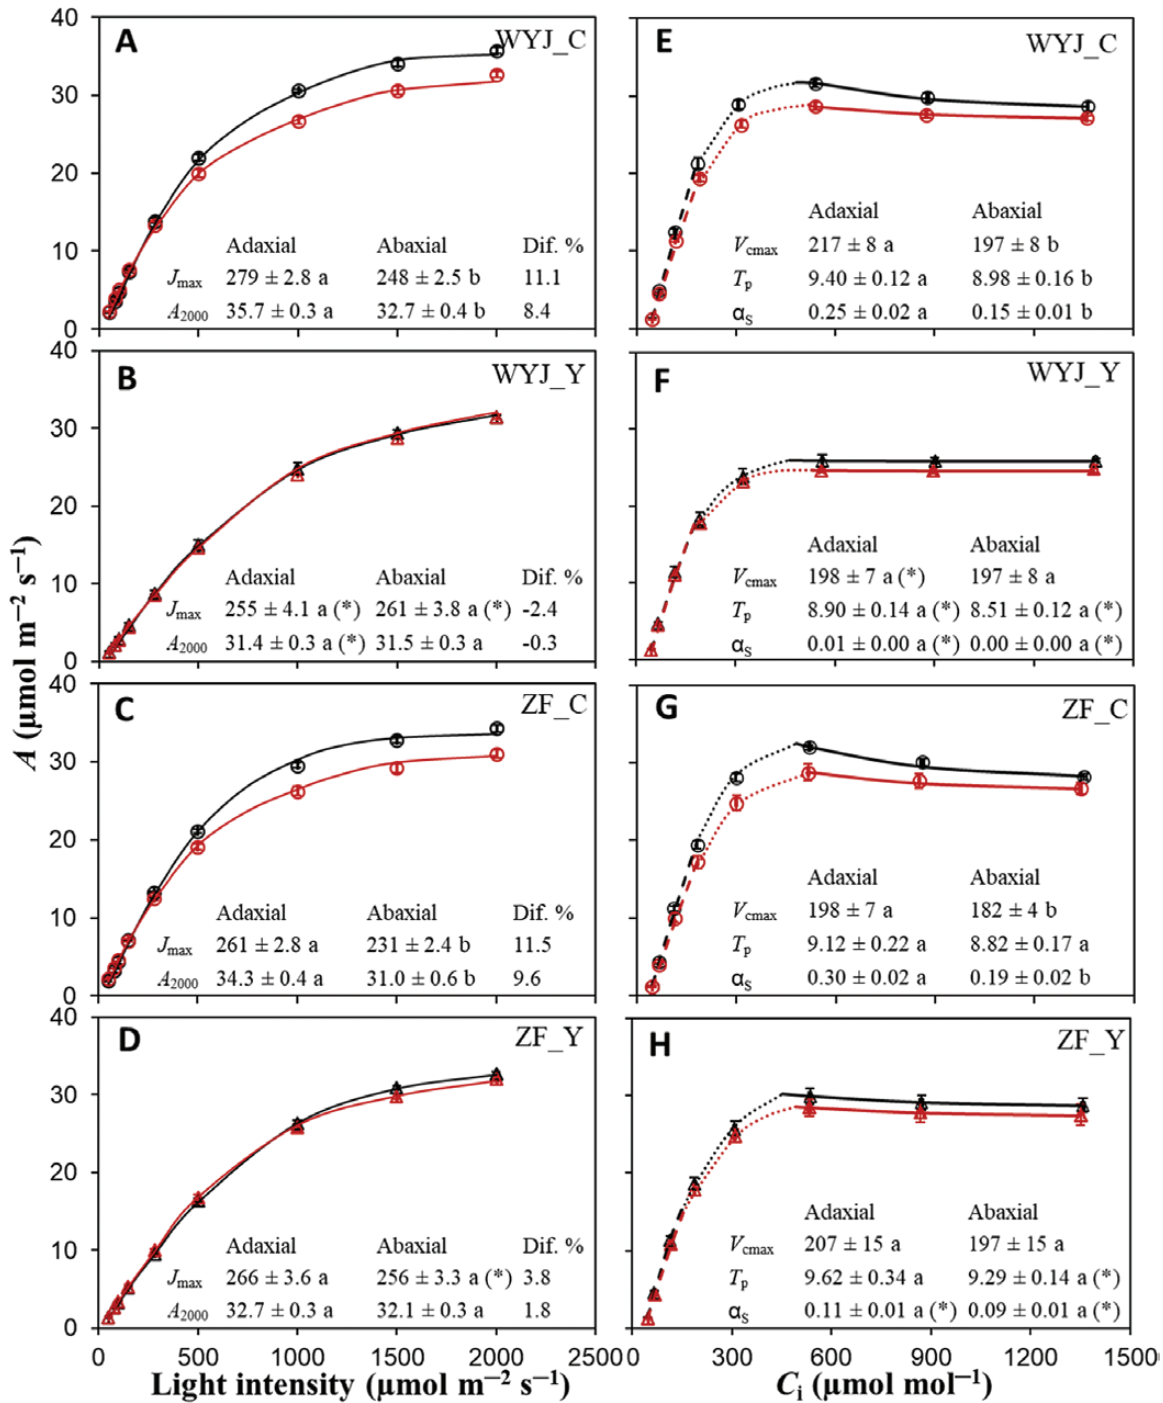 A (μmol m⁻² s⁻¹)
40
30
20
10
0
A
WYJ_C
Adaxial Abaxial Dif. %
Jmax 279 ± 2.8 a 248 ± 2.5 b 11.1
A2000 35.7 ± 0.3 a 32.7 ± 0.4 b 8.4
E
WYJ_C
Adaxial Abaxial
Vcmax 217 ± 8 a 197 ± 8 b
Tp 9.40 ± 0.12 a 8.98 ± 0.16 b
αS 0.25 ± 0.02 a 0.15 ± 0.01 b
40
30
20
10
0
B
WYJ_Y
Adaxial Abaxial Dif. %
Jmax 255 ± 4.1 a (*) 261 ± 3.8 a (*) -2.4
A2000 31.4 ± 0.3 a (*) 31.5 ± 0.3 a -0.3
F
WYJ_Y
Adaxial Abaxial
Vcmax 198 ± 7 a (*) 197 ± 8 a
Tp 8.90 ± 0.14 a (*) 8.51 ± 0.12 a (*)
αS 0.01 ± 0.00 a (*) 0.00 ± 0.00 a (*)
40
30
20
10
0
C
ZF_C
Adaxial Abaxial Dif. %
Jmax 261 ± 2.8 a 231 ± 2.4 b 11.5
A2000 34.3 ± 0.4 a 31.0 ± 0.6 b 9.6
G
ZF_C
Adaxial Abaxial
Vcmax 198 ± 7 a 182 ± 4 b
Tp 9.12 ± 0.22 a 8.82 ± 0.17 a
αS 0.30 ± 0.02 a 0.19 ± 0.02 b
40
30
20
10
0
D
ZF_Y
Adaxial Abaxial Dif. %
Jmax 266 ± 3.6 a 256 ± 3.3 a (*) 3.8
A2000 32.7 ± 0.3 a 32.1 ± 0.3 a 1.8
H
ZF_Y
Adaxial Abaxial
Vcmax 207 ± 15 a 197 ± 15 a
Tp 9.62 ± 0.34 a 9.29 ± 0.14 a (*)
αS 0.11 ± 0.01 a (*) 0.09 ± 0.01 a (*)
0 500 1000 1500 2000 2500
0 300 600 900 1200 1500
Light intensity (μmol m⁻² s⁻¹)
Ci (μmol mol⁻¹)